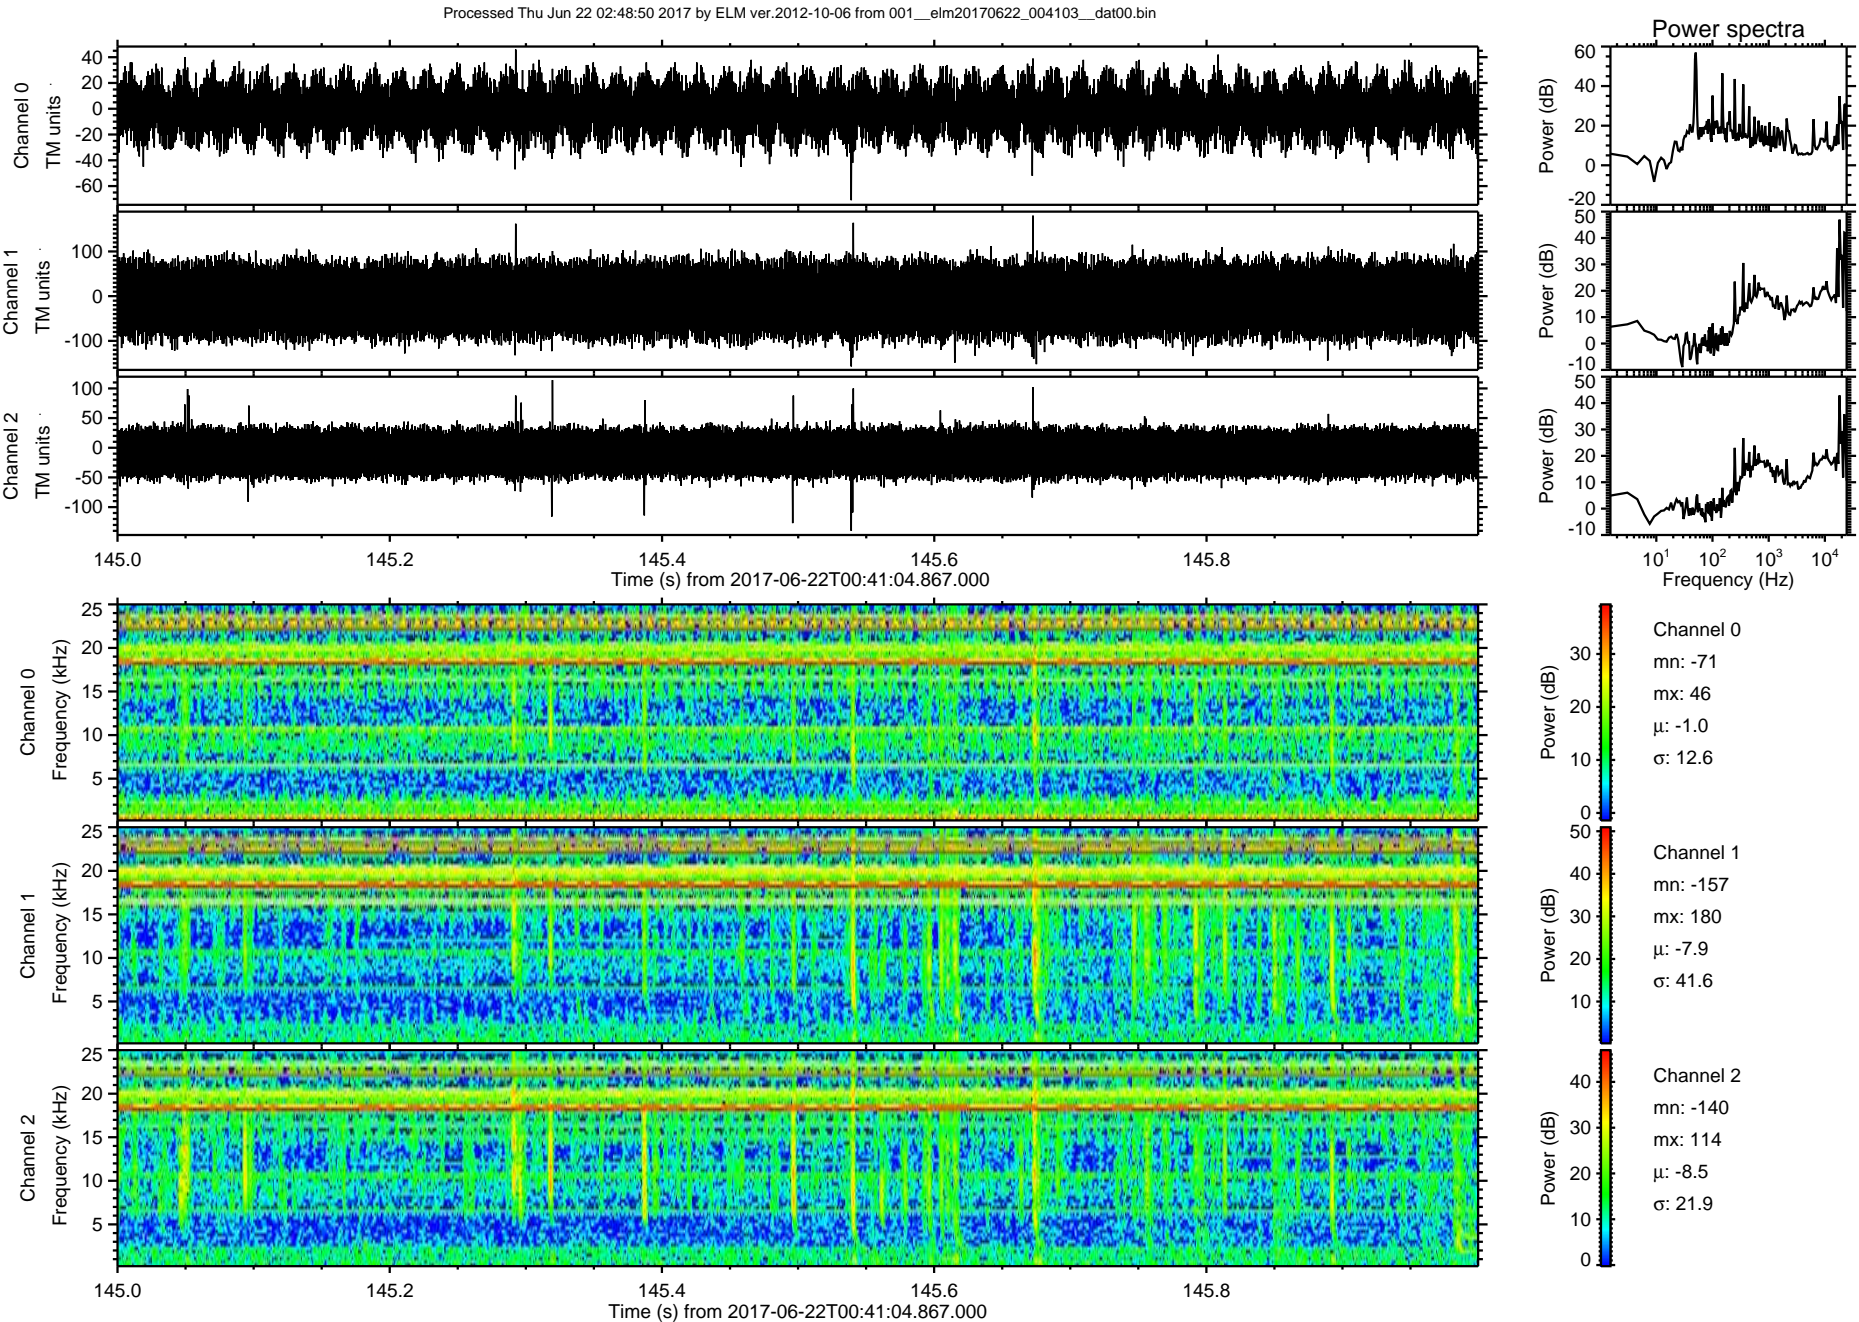 Processed Thu Jun 22 02:48:50 2017 by ELM ver.2012-10-06 from 001__elm20170622_004103__dat00.bin
Power spectra
Channel 0
TM units
40
20
0
-20
-40
-60
Power (dB)
60
40
20
0
-20
Channel 1
TM units
100
0
-100
Power (dB)
50
40
30
20
10
0
-10
Channel 2
TM units
100
50
0
-50
-100
Power (dB)
50
40
30
20
10
0
-10
145.0 145.2 145.4 145.6 145.8
Time (s) from 2017-06-22T00:41:04.867.000
10^1 10^2 10^3 10^4
Frequency (Hz)
Channel 0
Frequency (kHz)
25
20
15
10
5
Power (dB)
30
20
10
0
Channel 0
mn: -71
mx: 46
μ: -1.0
σ: 12.6
Channel 1
Frequency (kHz)
25
20
15
10
5
Power (dB)
50
40
30
20
10
Channel 1
mn: -157
mx: 180
μ: -7.9
σ: 41.6
Channel 2
Frequency (kHz)
25
20
15
10
5
Power (dB)
40
30
20
10
0
Channel 2
mn: -140
mx: 114
μ: -8.5
σ: 21.9
145.0 145.2 145.4 145.6 145.8
Time (s) from 2017-06-22T00:41:04.867.000